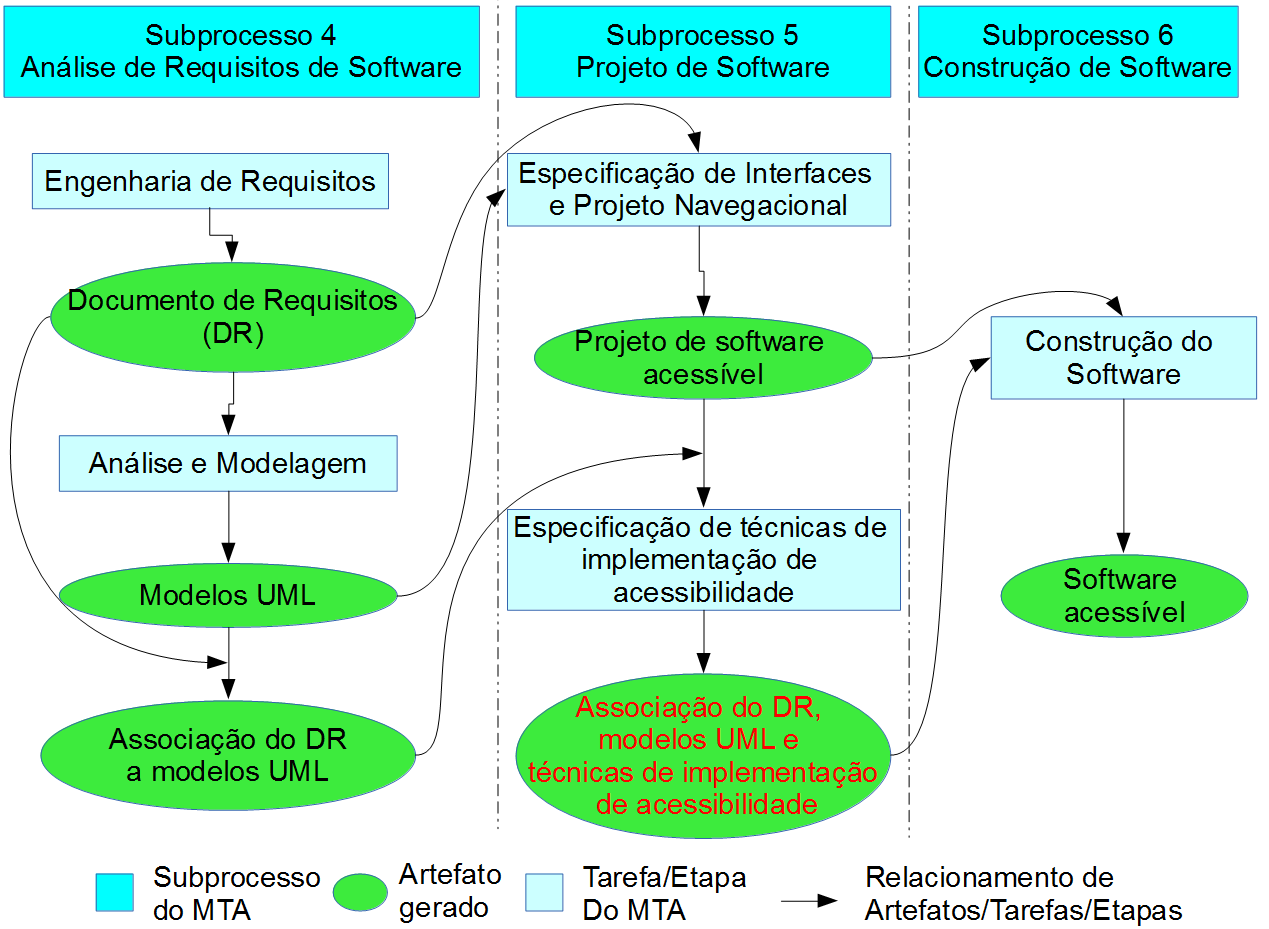 Subprocesso 4
Análise de Requisitos de Software
Subprocesso 5
Projeto de Software
Subprocesso 6
Construção de Software
Engenharia de Requisitos
Documento de Requisitos
(DR)
Análise e Modelagem
Modelos UML
Associação do DR
a modelos UML
Especificação de Interfaces
e Projeto Navegacional
Projeto de software
acessível
Especificação de técnicas de
implementação de
acessibilidade
Associação do DR,
modelos UML e
técnicas de implementação
de acessibilidade
Construção do
Software
Software
acessível
Subprocesso
do MTA
Artefato
gerado
Tarefa/Etapa
Do MTA
Relacionamento de
Artefatos/Tarefas/Etapas